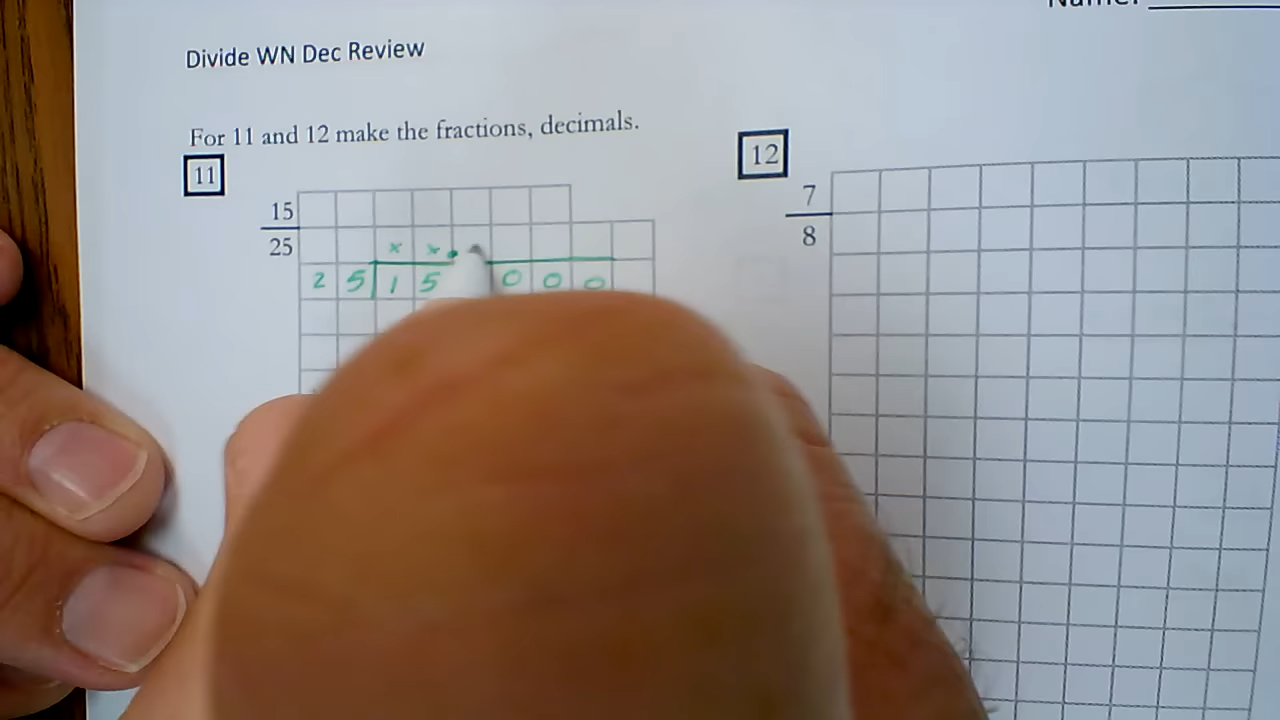 Divide WN Dec Review
For 11 and 12 make the fractions, decimals.
11
15
25
x x .
2 5 1 5 0 0 0
12
7
8